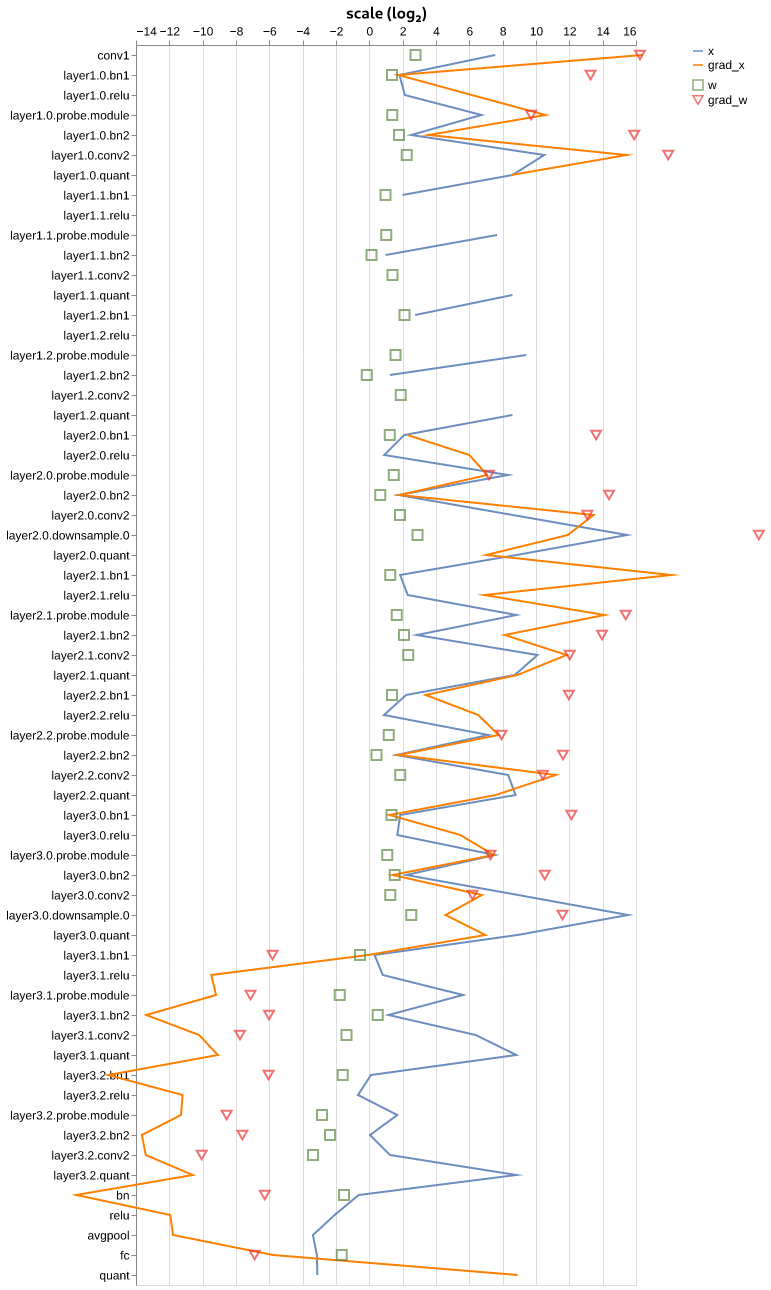 scale (log₂)
−14 −12 −10 −8 −6 −4 −2 0 2 4 6 8 10 12 14 16
x
grad_x
w
grad_w
conv1
layer1.0.bn1
layer1.0.relu
layer1.0.probe.module
layer1.0.bn2
layer1.0.conv2
layer1.0.quant
layer1.1.bn1
layer1.1.relu
layer1.1.probe.module
layer1.1.bn2
layer1.1.conv2
layer1.1.quant
layer1.2.bn1
layer1.2.relu
layer1.2.probe.module
layer1.2.bn2
layer1.2.conv2
layer1.2.quant
layer2.0.bn1
layer2.0.relu
layer2.0.probe.module
layer2.0.bn2
layer2.0.conv2
layer2.0.downsample.0
layer2.0.quant
layer2.1.bn1
layer2.1.relu
layer2.1.probe.module
layer2.1.bn2
layer2.1.conv2
layer2.1.quant
layer2.2.bn1
layer2.2.relu
layer2.2.probe.module
layer2.2.bn2
layer2.2.conv2
layer2.2.quant
layer3.0.bn1
layer3.0.relu
layer3.0.probe.module
layer3.0.bn2
layer3.0.conv2
layer3.0.downsample.0
layer3.0.quant
layer3.1.bn1
layer3.1.relu
layer3.1.probe.module
layer3.1.bn2
layer3.1.conv2
layer3.1.quant
layer3.2.bn1
layer3.2.relu
layer3.2.probe.module
layer3.2.bn2
layer3.2.conv2
layer3.2.quant
bn
relu
avgpool
fc
quant